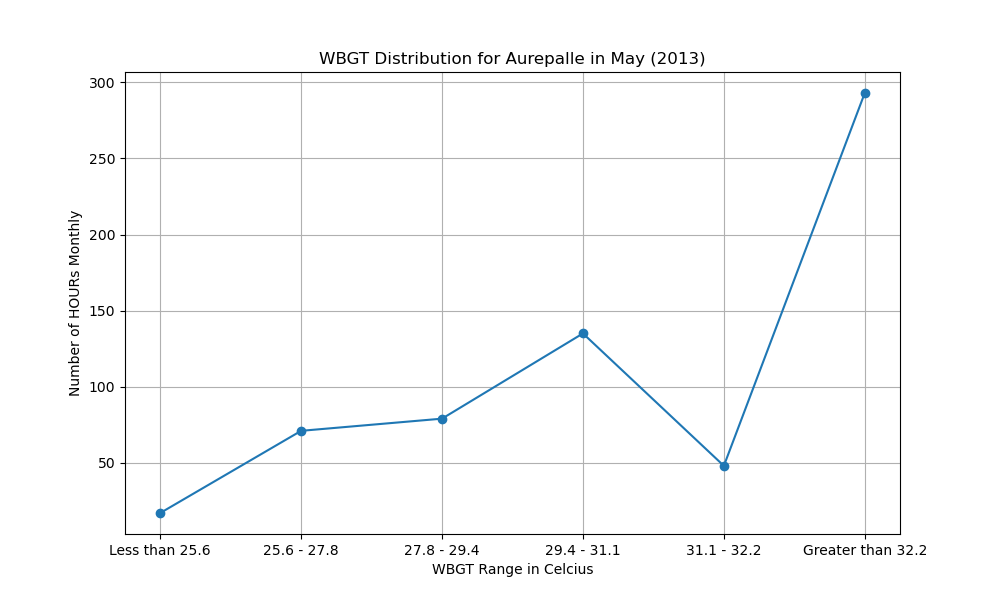 WBGT Distribution for Aurepalle in May (2013)
Number of HOURs Monthly
300
250
200
150
100
50
Less than 25.6
25.6 - 27.8
27.8 - 29.4
29.4 - 31.1
31.1 - 32.2
Greater than 32.2
WBGT Range in Celcius